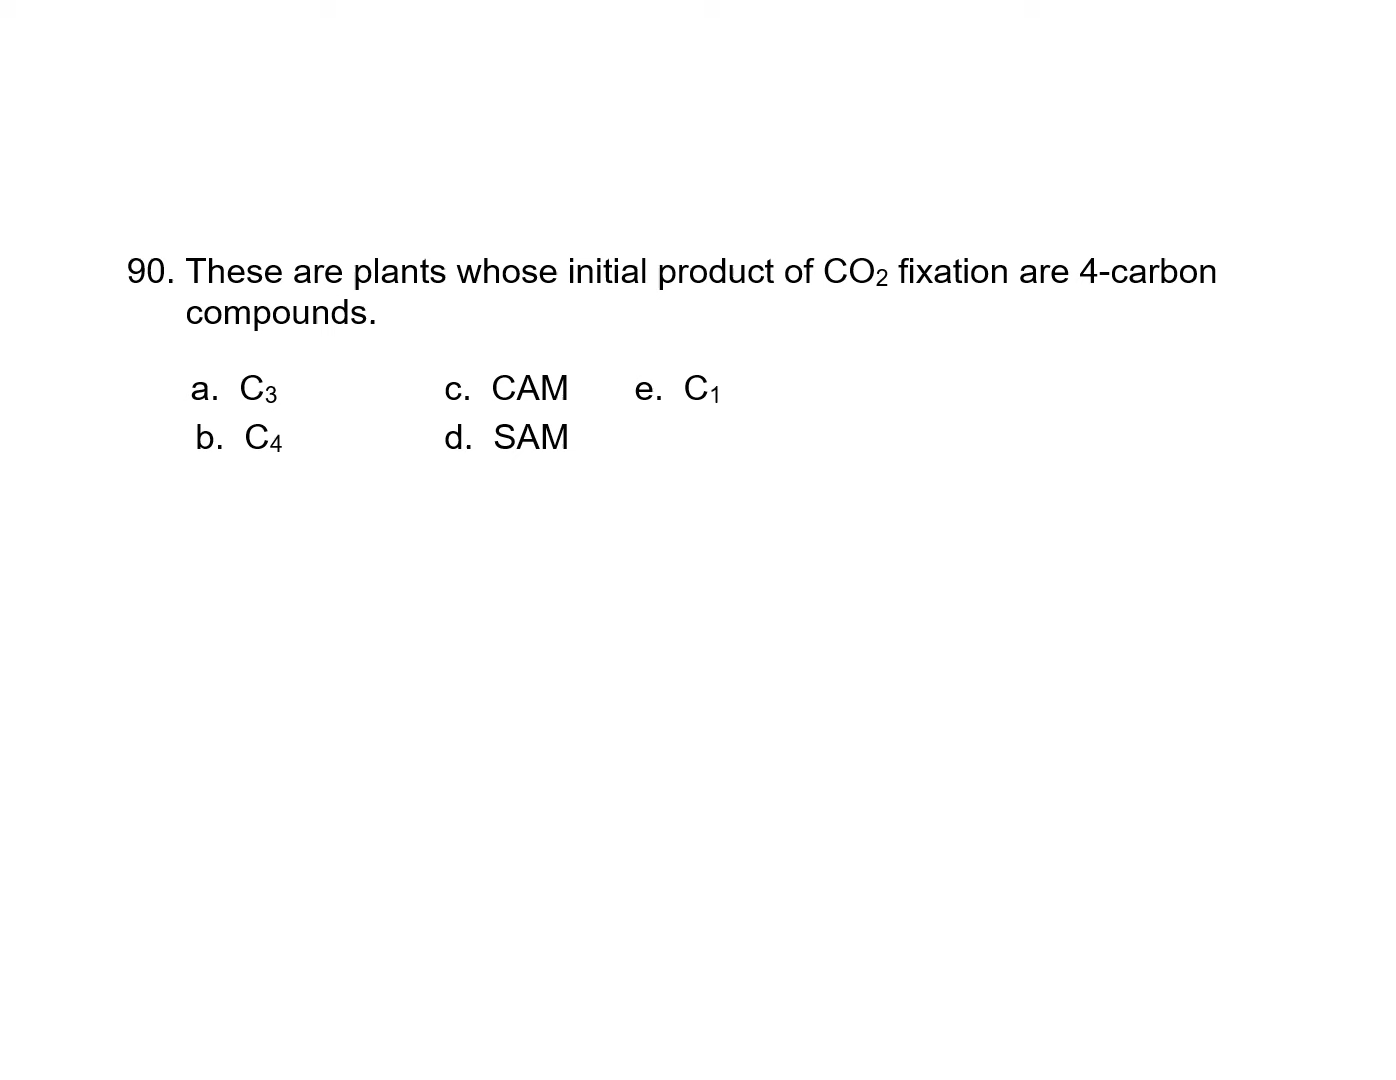 90. These are plants whose initial product of CO₂ fixation are 4-carbon
compounds.
a. C₃ c. CAM e. C₁
b. C₄ d. SAM